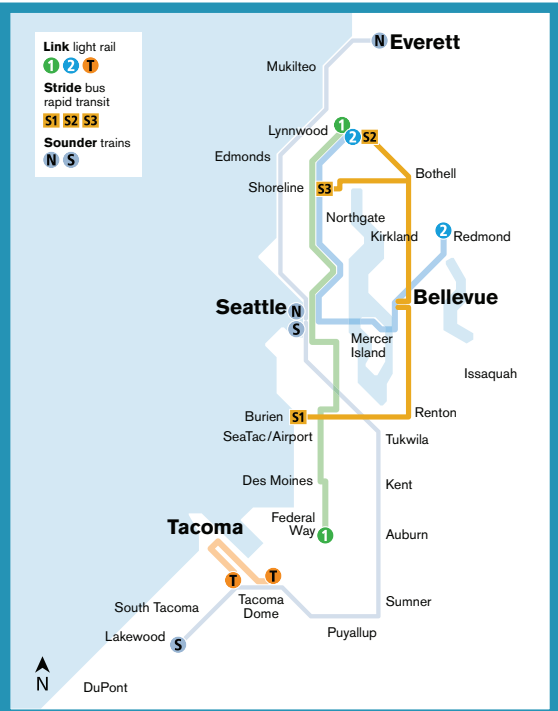 Link light rail
1 2 T
Stride bus
rapid transit
S1 S2 S3
Sounder trains
N S
N Everett
Mukilteo
Lynnwood 1
2 S2
Edmonds
Bothell
Shoreline S3
Northgate
Kirkland
2 Redmond
Bellevue
Seattle N
S
Mercer
Island
Issaquah
Burien S1
Renton
SeaTac/Airport
Tukwila
Des Moines
Kent
Federal
Way 1
Tacoma
Auburn
T T
Tacoma
Dome
South Tacoma
Sumner
Lakewood S
Puyallup
N
DuPont